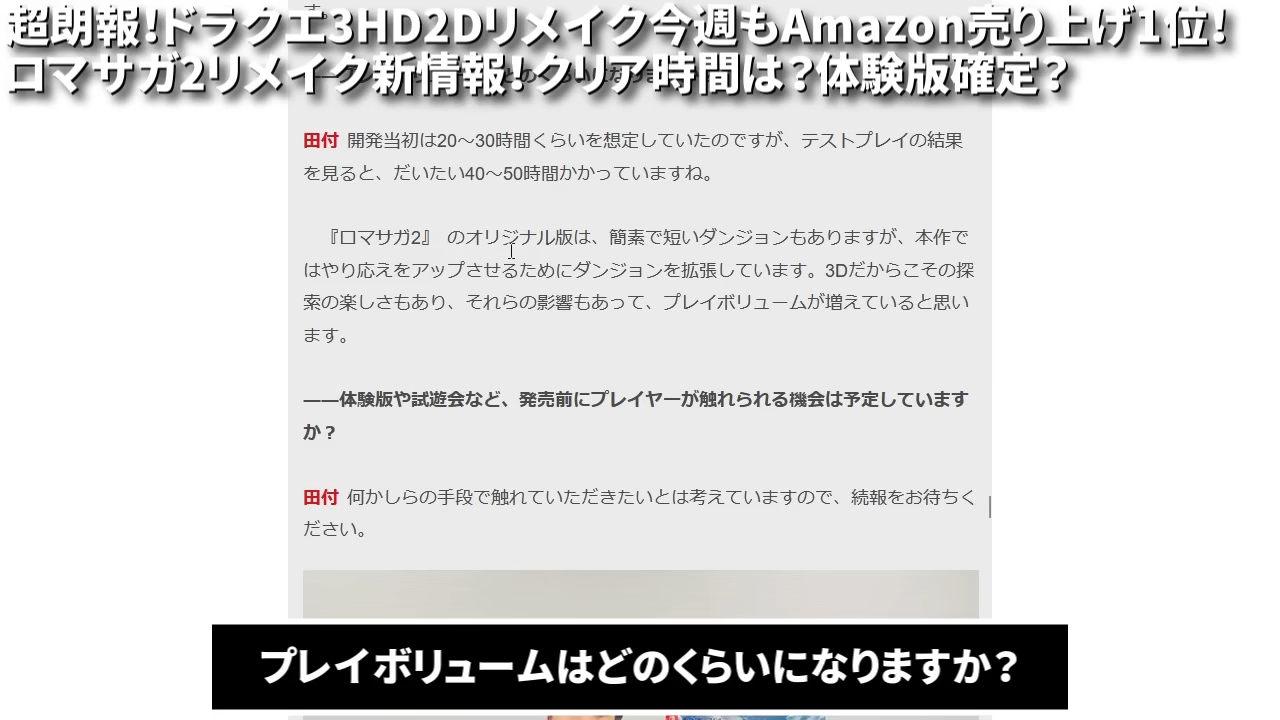 超朗報!ドラクエ3HD2Dリメイク今週もAmazon売り上げ1位!
ロマサガ2リメイク新情報!クリア時間は?体験版確定?
田付 開発当初は20～30時間くらいを想定していたのですが、テストプレイの結果
を見ると、だいたい40～50時間かかっていますね。
『ロマサガ2』 のオリジナル版は、簡素で短いダンジョンもありますが、本作で
はやり応えをアップさせるためにダンジョンを拡張しています。3Dだからこその探
索の楽しさもあり、それらの影響もあって、プレイボリュームが増えていると思い
ます。
――体験版や試遊会など、発売前にプレイヤーが触れられる機会は予定しています
か？
田付 何かしらの手段で触れていただきたいとは考えていますので、続報をお待ちく
ださい。
プレイボリュームはどのくらいになりますか？